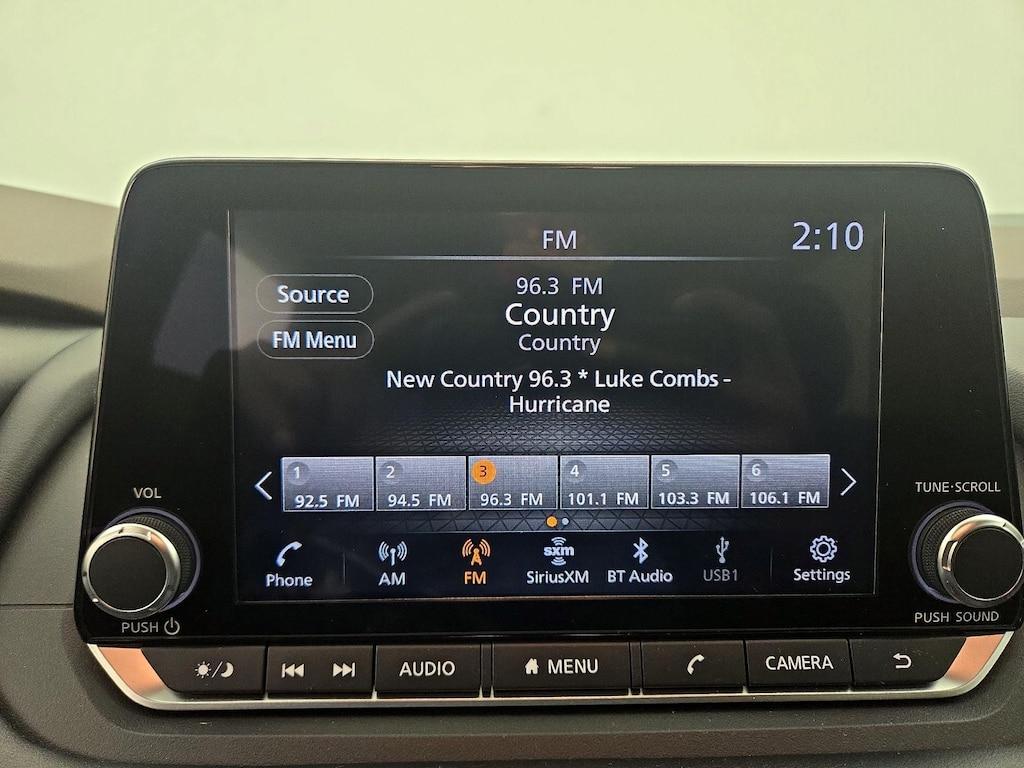 FM
2:10
Source
96.3 FM
Country
FM Menu
Country
New Country 96.3 * Luke Combs -
Hurricane
1
92.5 FM
2
94.5 FM
3
96.3 FM
4
101.1 FM
5
103.3 FM
6
106.1 FM
VOL
TUNE·SCROLL
Phone
AM
FM
sxm
SiriusXM
BT Audio
USB1
Settings
PUSH
PUSH SOUND
AUDIO
MENU
CAMERA